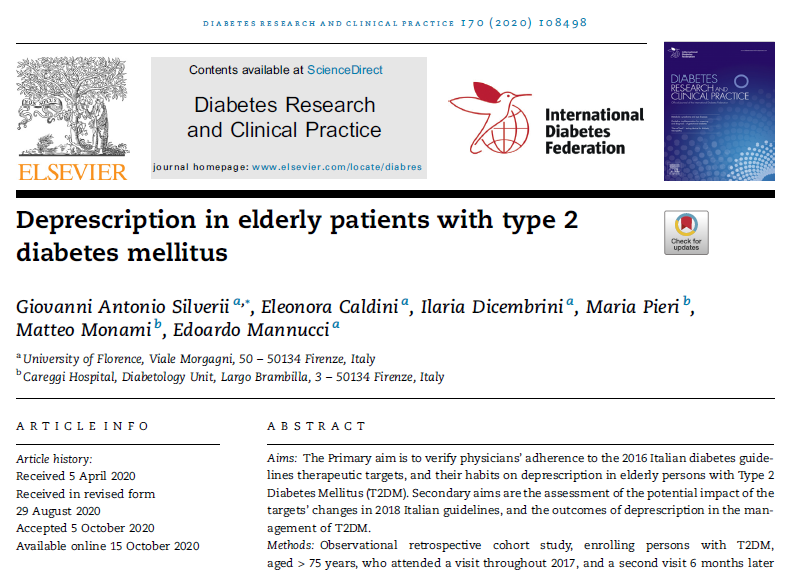 DIABETES RESEARCH AND CLINICAL PRACTICE 170 (2020) 108498
Contents available at ScienceDirect
Diabetes Research
and Clinical Practice
journal homepage: www.elsevier.com/locate/diabres
ELSEVIER
International
Diabetes
Federation
International
Diabetes
Federation
DIABETES
RESEARCH AND
CLINICAL PRACTICE
Deprescription in elderly patients with type 2
diabetes mellitus
Check for
updates
Giovanni Antonio Silverii a,*, Eleonora Caldini a, Ilaria Dicembrini a, Maria Pieri b,
Matteo Monami b, Edoardo Mannucci a
a University of Florence, Viale Morgagni, 50 – 50134 Firenze, Italy
b Careggi Hospital, Diabetology Unit, Largo Brambilla, 3 – 50134 Firenze, Italy
ARTICLE INFO
Article history:
Received 5 April 2020
Received in revised form
29 August 2020
Accepted 5 October 2020
Available online 15 October 2020
ABSTRACT
Aims: The Primary aim is to verify physicians' adherence to the 2016 Italian diabetes guide-
lines therapeutic targets, and their habits on deprescription in elderly persons with Type 2
Diabetes Mellitus (T2DM). Secondary aims are the assessment of the potential impact of the
targets' changes in 2018 Italian guidelines, and the outcomes of deprescription in the man-
agement of T2DM.
Methods: Observational retrospective cohort study, enrolling persons with T2DM,
aged > 75 years, who attended a visit throughout 2017, and a second visit 6 months later